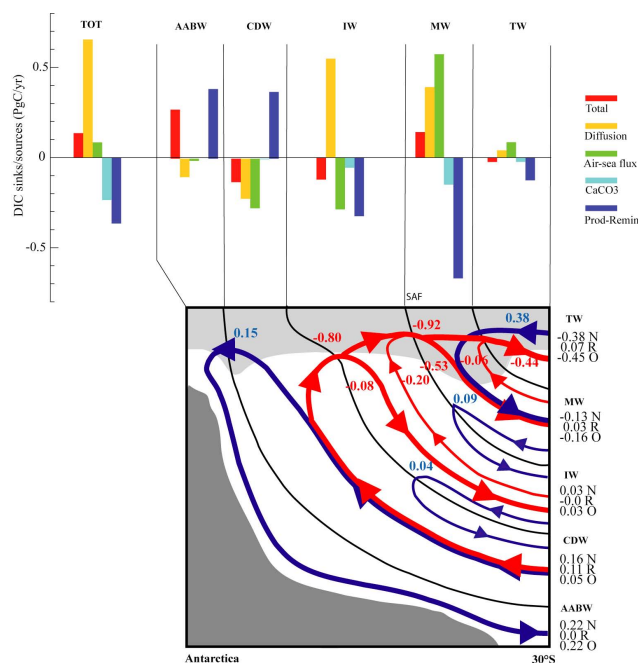 TOT AABW CDW IW MW TW
DIC sinks/sources (PgC/yr)
0.5
0
-0.5
Total
Diffusion
Air-sea flux
CaCO3
Prod-Remin
SAF
0.15
-0.80
-0.92
0.38
-0.08
-0.20
-0.53
-0.06
-0.44
0.09
0.04
TW
-0.38 N
0.07 R
-0.45 O
MW
-0.13 N
0.03 R
-0.16 O
IW
0.03 N
-0.0 R
0.03 O
CDW
0.16 N
0.11 R
0.05 O
AABW
0.22 N
0.0 R
0.22 O
Antarctica 30°S